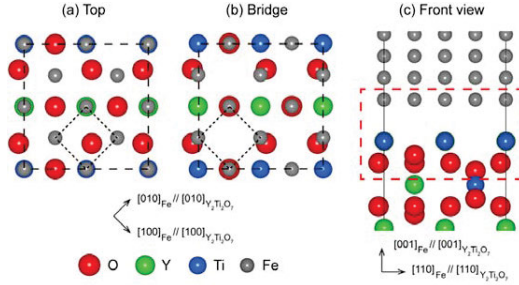 (a) Top
(b) Bridge
(c) Front view
[010]Fe // [010]Y2Ti2O7
[100]Fe // [100]Y2Ti2O7
O Y Ti Fe
[001]Fe // [001]Y2Ti2O7
[110]Fe // [110]Y2Ti2O7